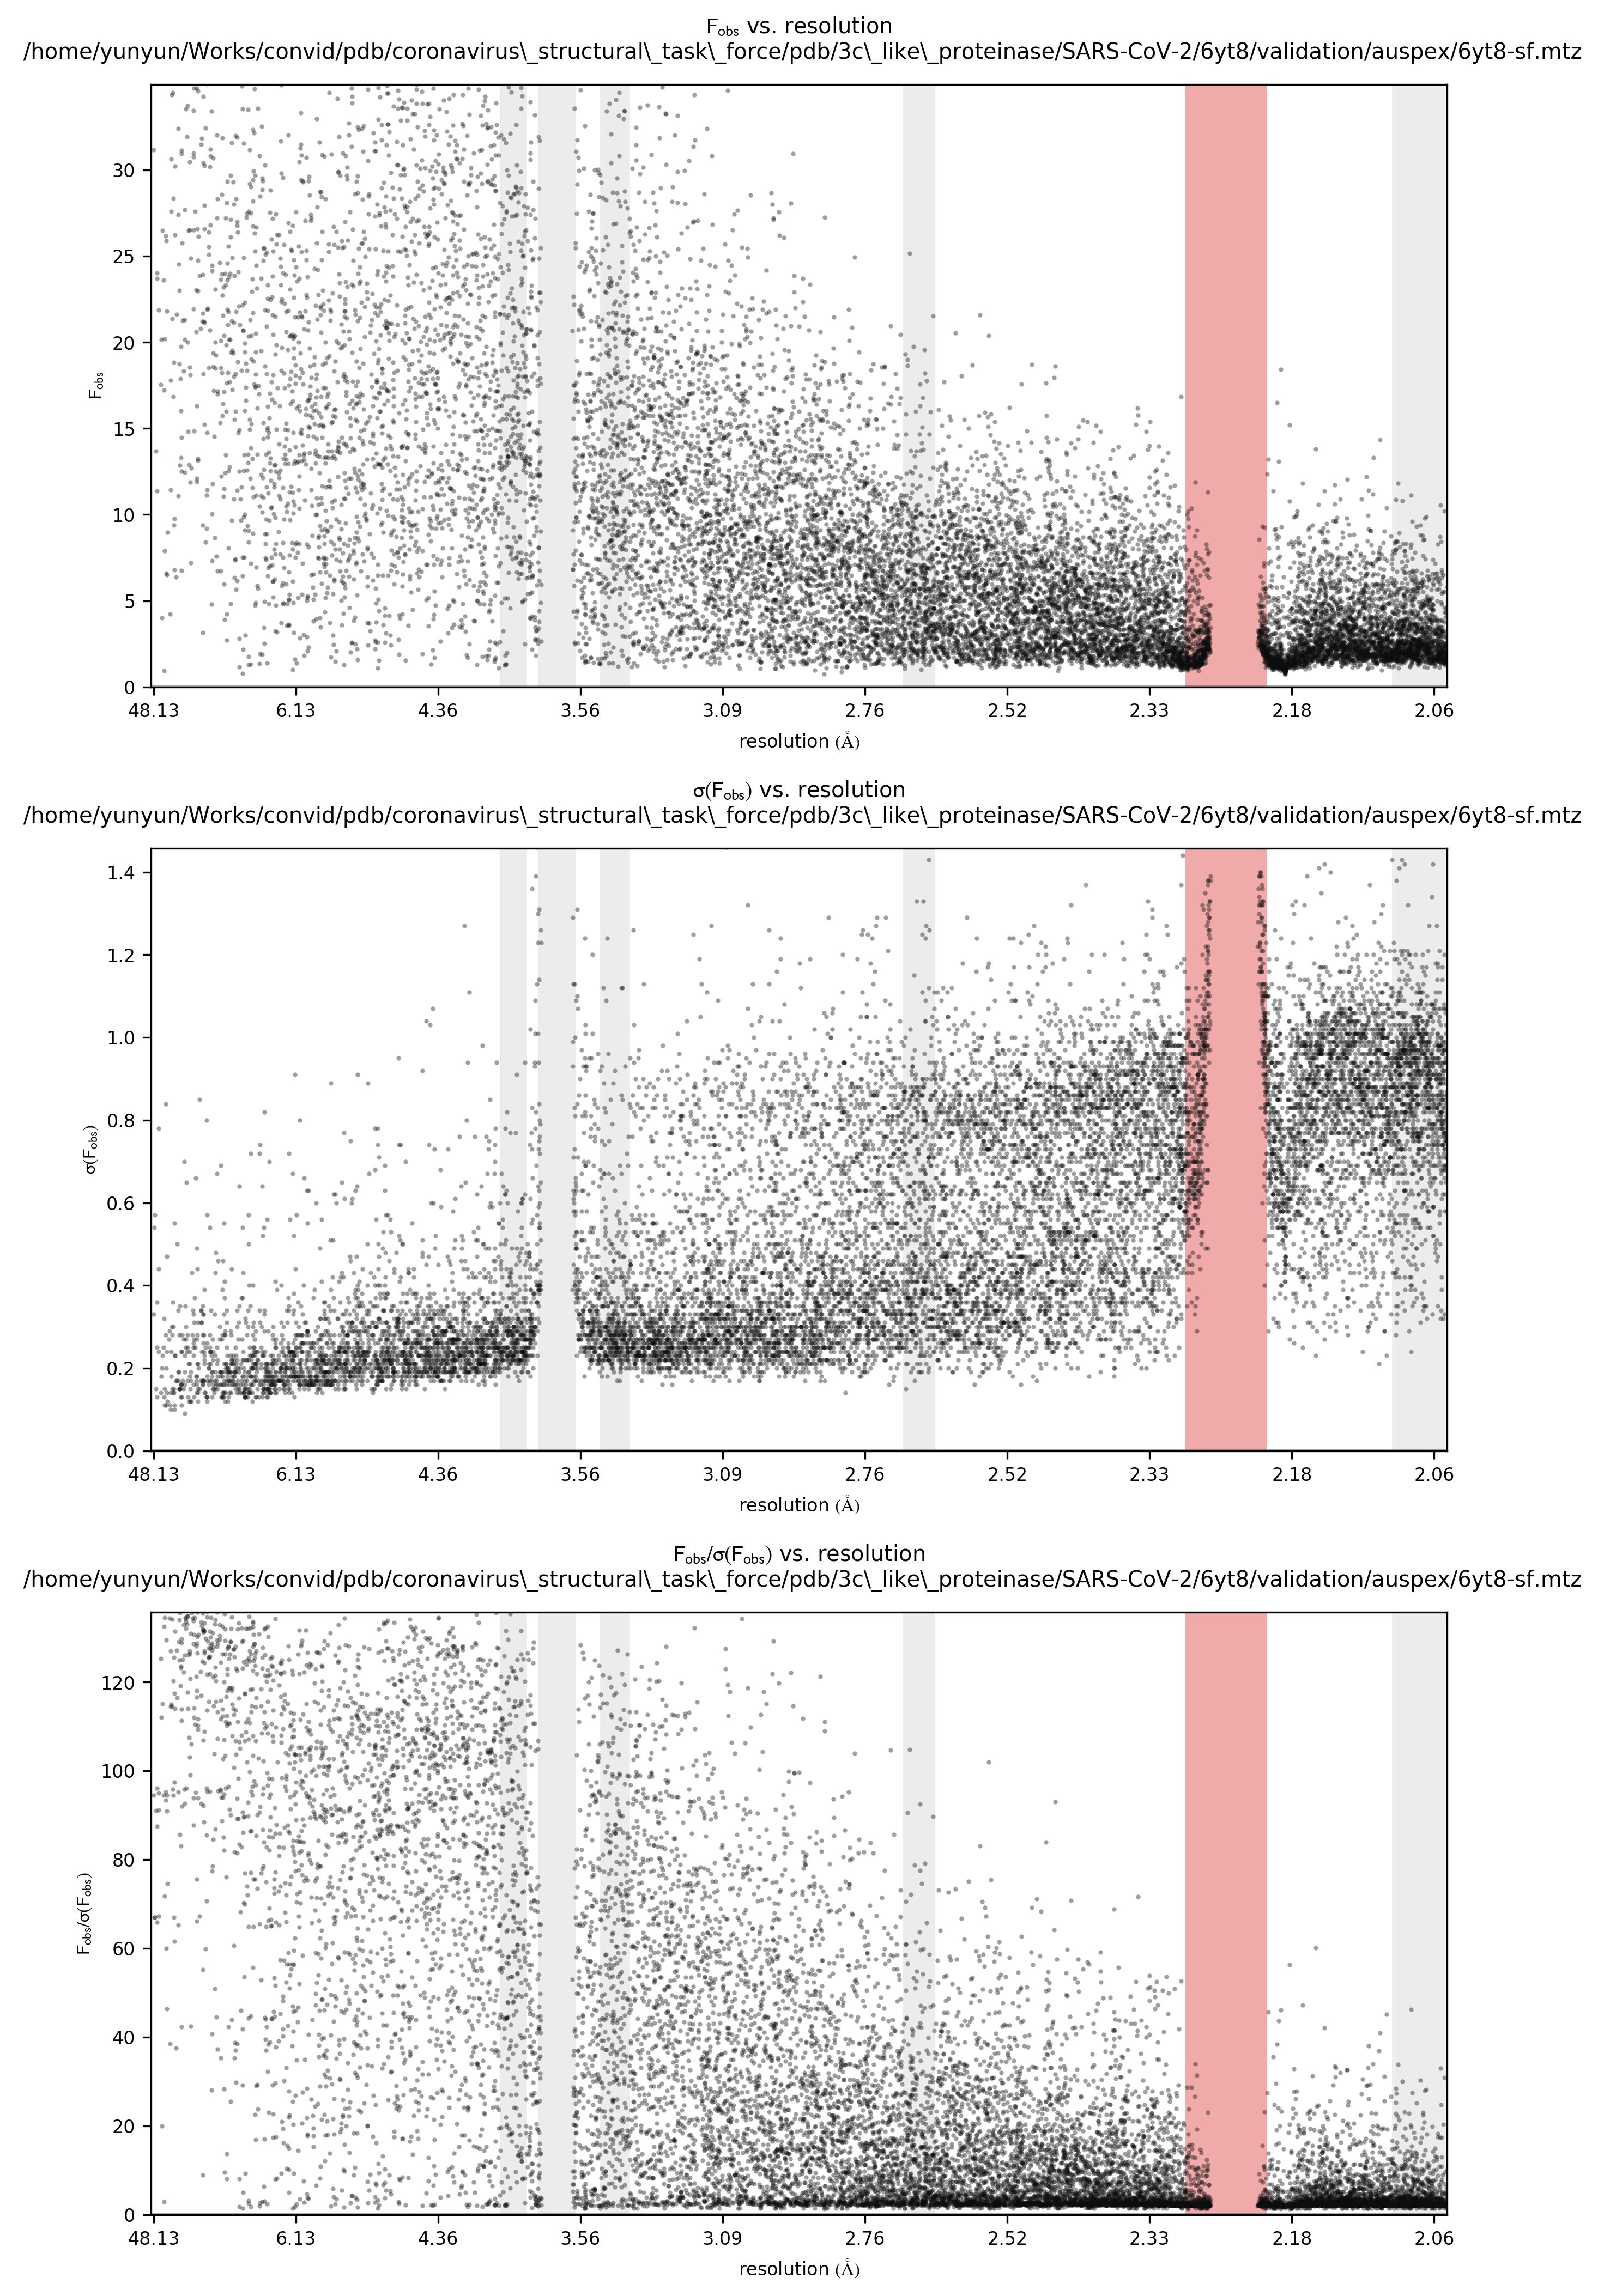 Fobs vs. resolution
/home/yunyun/Works/convid/pdb/coronavirus\_structural\_task\_force/pdb/3c\_like\_proteinase/SARS-CoV-2/6yt8/validation/auspex/6yt8-sf.mtz
30
25
20
15
10
5
0
Fobs
48.13 6.13 4.36 3.56 3.09 2.76 2.52 2.33 2.18 2.06
resolution (Å)
σ(Fobs) vs. resolution
/home/yunyun/Works/convid/pdb/coronavirus\_structural\_task\_force/pdb/3c\_like\_proteinase/SARS-CoV-2/6yt8/validation/auspex/6yt8-sf.mtz
1.4
1.2
1.0
0.8
0.6
0.4
0.2
0.0
σ(Fobs)
48.13 6.13 4.36 3.56 3.09 2.76 2.52 2.33 2.18 2.06
resolution (Å)
Fobs/σ(Fobs) vs. resolution
/home/yunyun/Works/convid/pdb/coronavirus\_structural\_task\_force/pdb/3c\_like\_proteinase/SARS-CoV-2/6yt8/validation/auspex/6yt8-sf.mtz
120
100
80
60
40
20
0
Fobs/σ(Fobs)
48.13 6.13 4.36 3.56 3.09 2.76 2.52 2.33 2.18 2.06
resolution (Å)